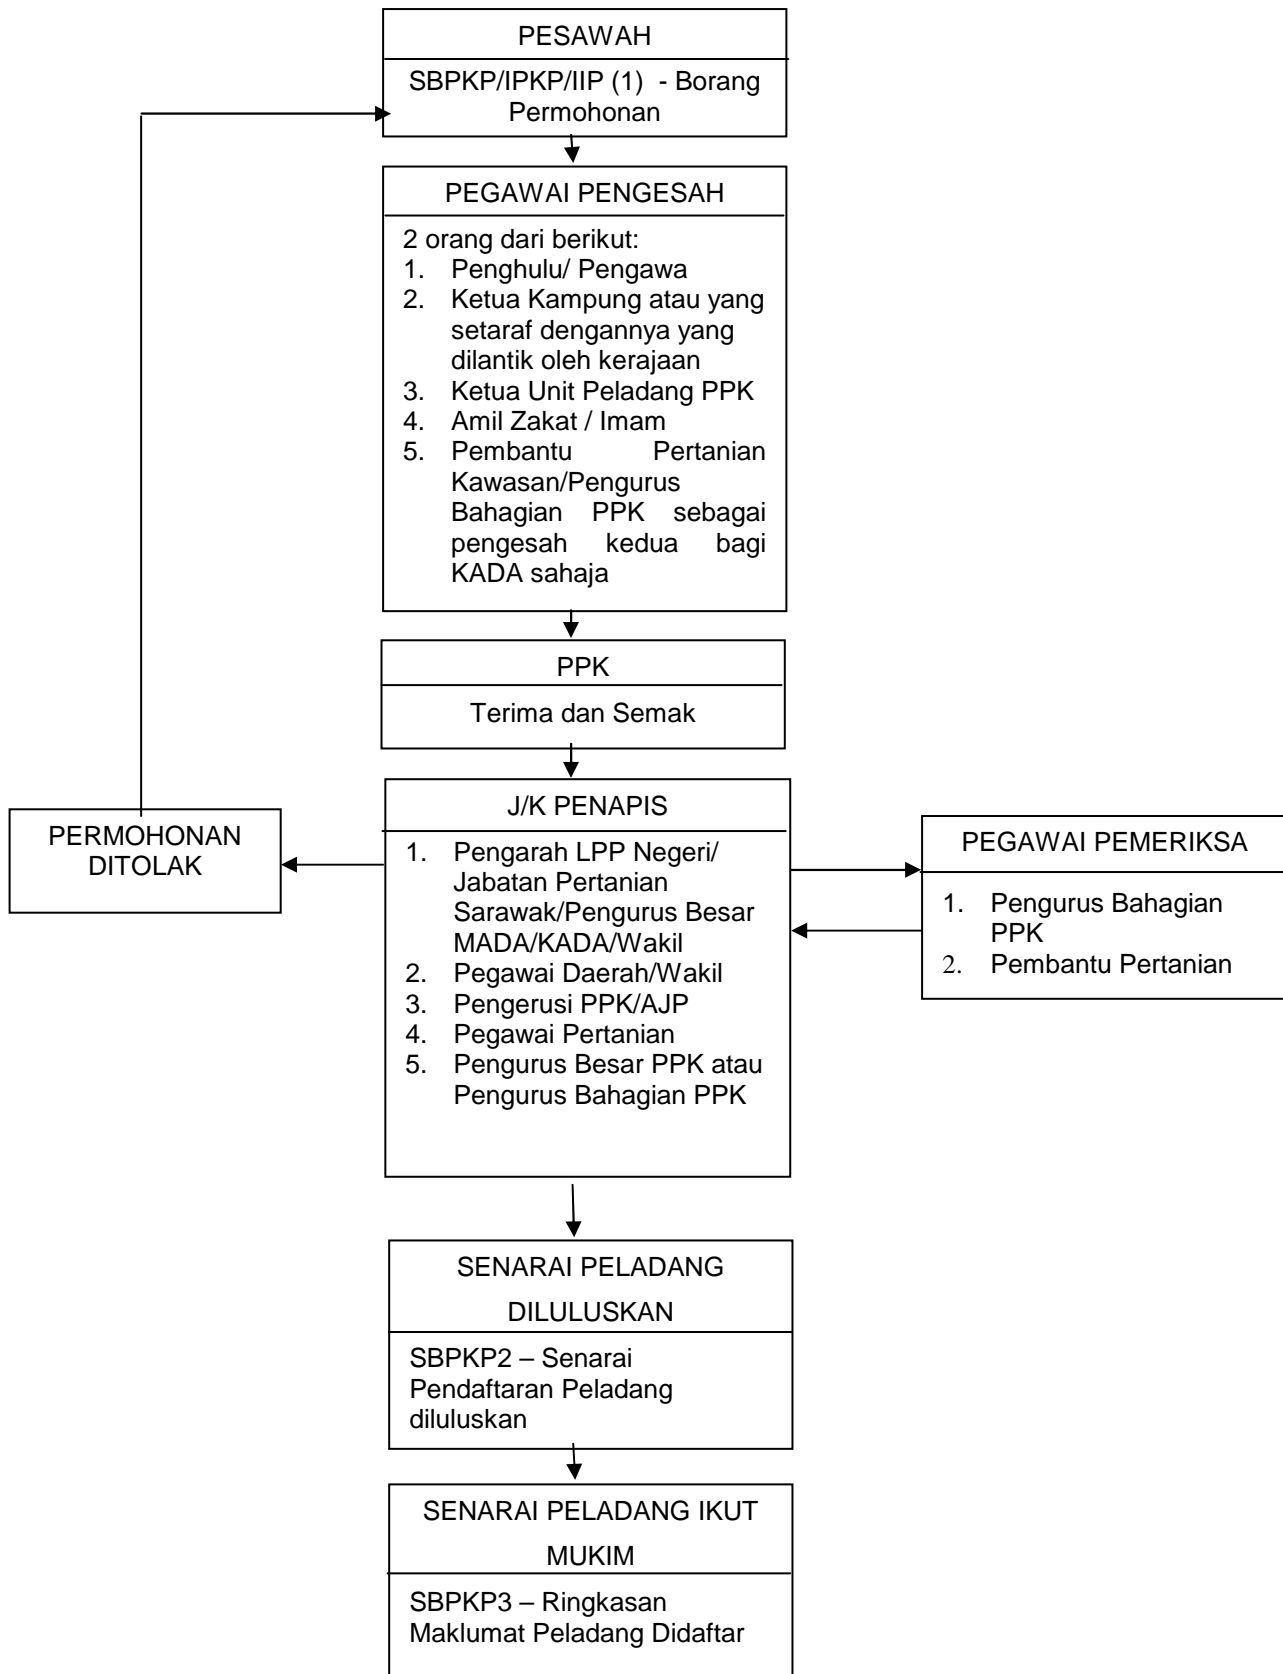 PESAWAH
SBPKP/IPKP/IIP (1) - Borang
Permohonan
PEGAWAI PENGESAH
2 orang dari berikut:
1. Penghulu/ Pengawa
2. Ketua Kampung atau yang
setaraf dengannya yang
dilantik oleh kerajaan
3. Ketua Unit Peladang PPK
4. Amil Zakat / Imam
5. Pembantu Pertanian
Kawasan/Pengurus
Bahagian PPK sebagai
pengesah kedua bagi
KADA sahaja
PPK
Terima dan Semak
J/K PENAPIS
1. Pengarah LPP Negeri/
Jabatan Pertanian
Sarawak/Pengurus Besar
MADA/KADA/Wakil
2. Pegawai Daerah/Wakil
3. Pengerusi PPK/AJP
4. Pegawai Pertanian
5. Pengurus Besar PPK atau
Pengurus Bahagian PPK
PERMOHONAN
DITOLAK
PEGAWAI PEMERIKSA
1. Pengurus Bahagian
PPK
2. Pembantu Pertanian
SENARAI PELADANG
DILULUSKAN
SBPKP2 – Senarai
Pendaftaran Peladang
diluluskan
SENARAI PELADANG IKUT
MUKIM
SBPKP3 – Ringkasan
Maklumat Peladang Didaftar